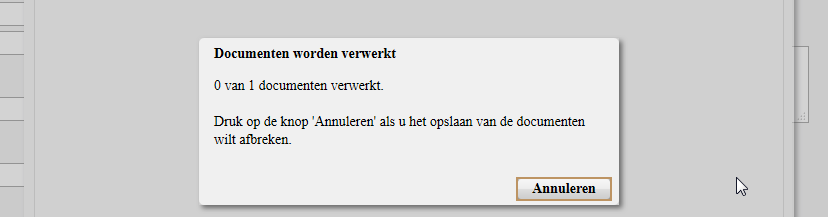 Documenten worden verwerkt
0 van 1 documenten verwerkt.
Druk op de knop 'Annuleren' als u het opslaan van de documenten
wilt afbreken.
Annuleren